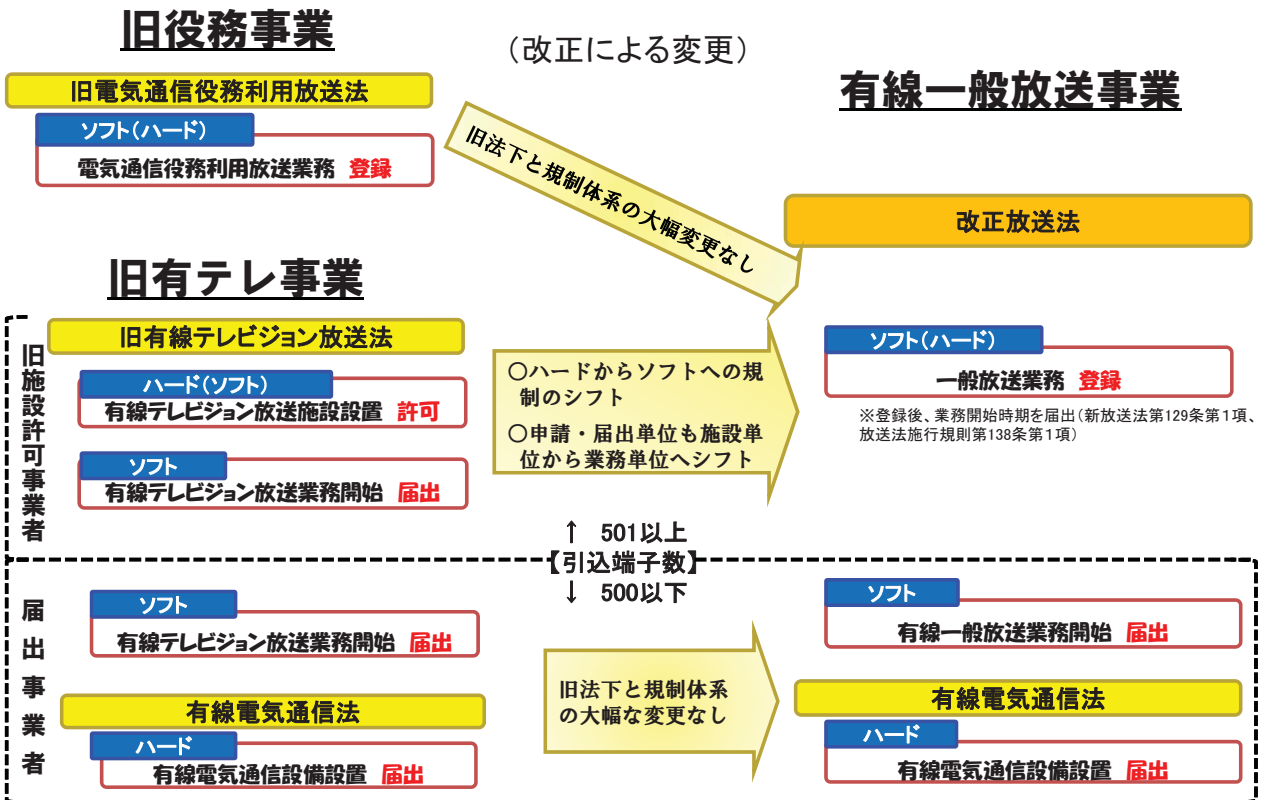 旧役務事業
（改正による変更）
有線一般放送事業
旧電気通信役務利用放送法
ソフト（ハード）
電気通信役務利用放送業務 登録
旧法下と規制体系の大幅変更なし
改正放送法
旧有テレ事業
旧施設許可事業者
旧有線テレビジョン放送法
ハード（ソフト）
有線テレビジョン放送施設設置 許可
ソフト
有線テレビジョン放送業務開始 届出
○ハードからソフトへの規
制のシフト
○申請・届出単位も施設単
位から業務単位へシフト
ソフト（ハード）
一般放送業務 登録
※登録後、業務開始時期を届出（新放送法第129条第1項、
放送法施行規則第138条第1項）
↑ 501以上
【引込端子数】
↓ 500以下
届出事業者
ソフト
有線テレビジョン放送業務開始 届出
有線電気通信法
ハード
有線電気通信設備設置 届出
旧法下と規制体系
の大幅な変更なし
ソフト
有線一般放送業務開始 届出
有線電気通信法
ハード
有線電気通信設備設置 届出